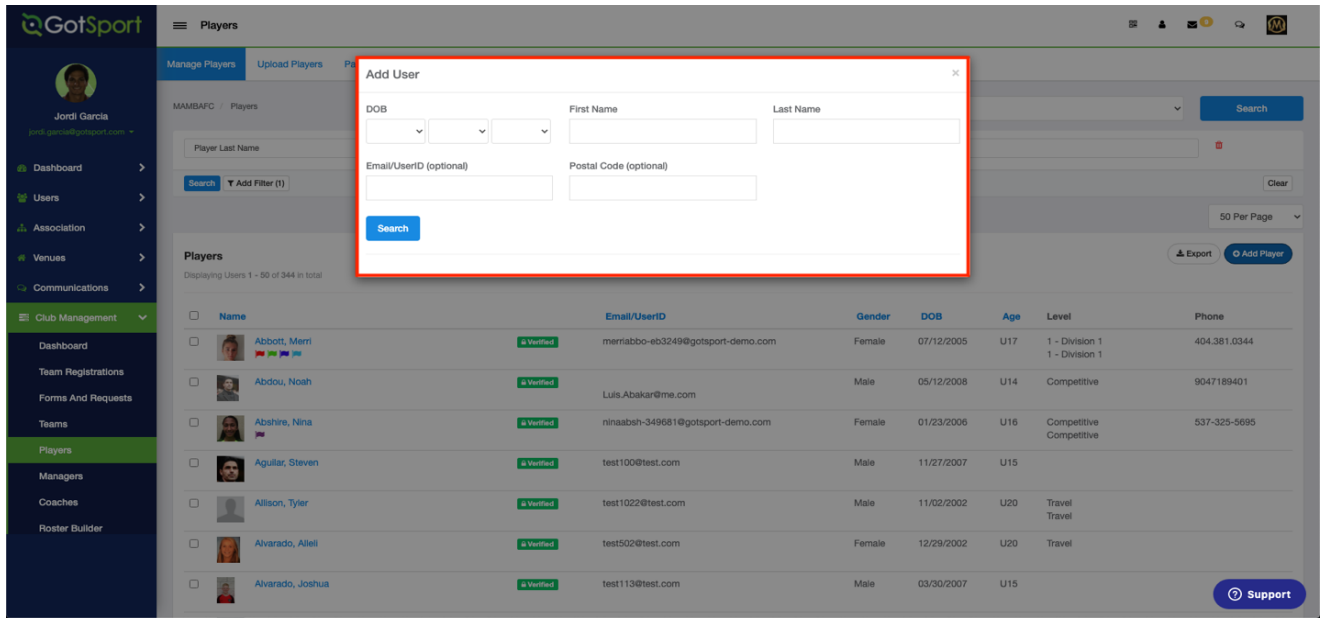 GotSport
Players
Jordi Garcia
jordi.garcia@gotsport.com
Dashboard
Users
Association
Venues
Communications
Club Management
Dashboard
Team Registrations
Forms And Requests
Teams
Players
Managers
Coaches
Roster Builder
Manage Players Upload Players Pa
MAMBAFC / Players
Search
Player Last Name
Search Add Filter (1) Clear
50 Per Page
Add User ×
DOB First Name Last Name
Email/UserID (optional) Postal Code (optional)
Search
Players
Displaying Users 1 - 50 of 344 in total
Export Add Player
Name Email/UserID Gender DOB Age Level Phone
Abbott, Merri Verified merriabbo-eb3249@gotsport-demo.com Female 07/12/2005 U17 1 - Division 1 404.381.0344
1 - Division 1
Abdou, Noah Verified Male 05/12/2008 U14 Competitive 9047189401
Luis.Abakar@me.com
Abshire, Nina Verified ninaabsh-349681@gotsport-demo.com Female 01/23/2006 U16 Competitive 537-325-5695
Competitive
Aguilar, Steven Verified test100@test.com Male 11/27/2007 U15
Allison, Tyler Verified test1022@test.com Male 11/02/2002 U20 Travel
Travel
Alvarado, Alleli Verified test502@test.com Female 12/29/2002 U20 Travel
Alvarado, Joshua Verified test113@test.com Male 03/30/2007 U15
Support